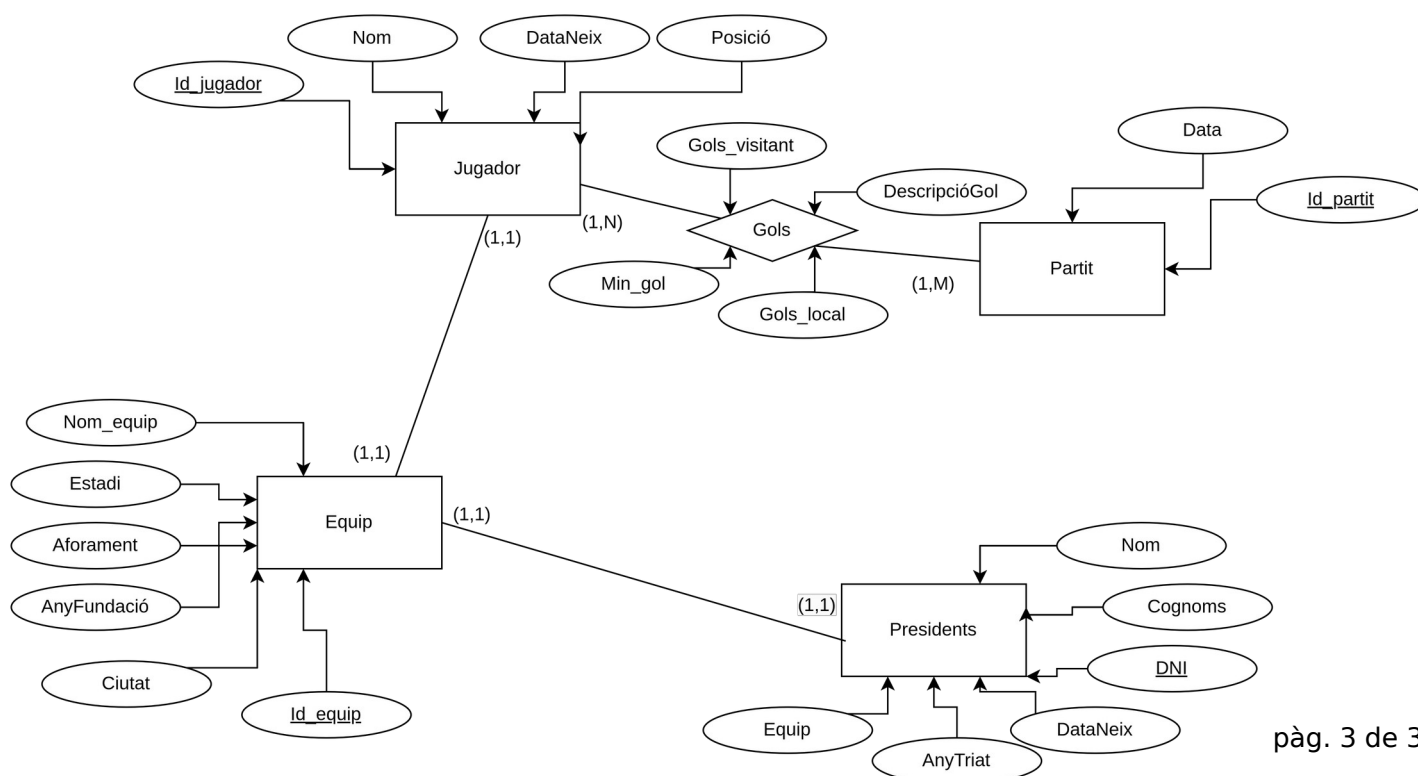 Nom
DataNeix
Posició
Id_jugador
Jugador
Gols_visitant
Data
DescripcióGol
Id_partit
(1,1)
(1,N)
Gols
Partit
Min_gol
(1,M)
Gols_local
Nom_equip
(1,1)
Estadi
Equip
(1,1)
Aforament
Nom
AnyFundació
(1,1)
Cognoms
Presidents
DNI
Ciutat
Id_equip
Equip
DataNeix
AnyTriat
pàg. 3 de 3